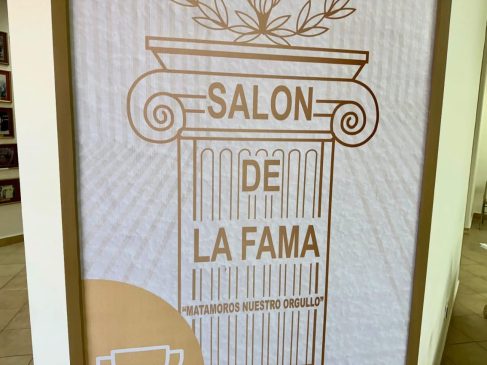 SALON
DE
LA FAMA
"MATAMOROS NUESTRO ORGULLO"